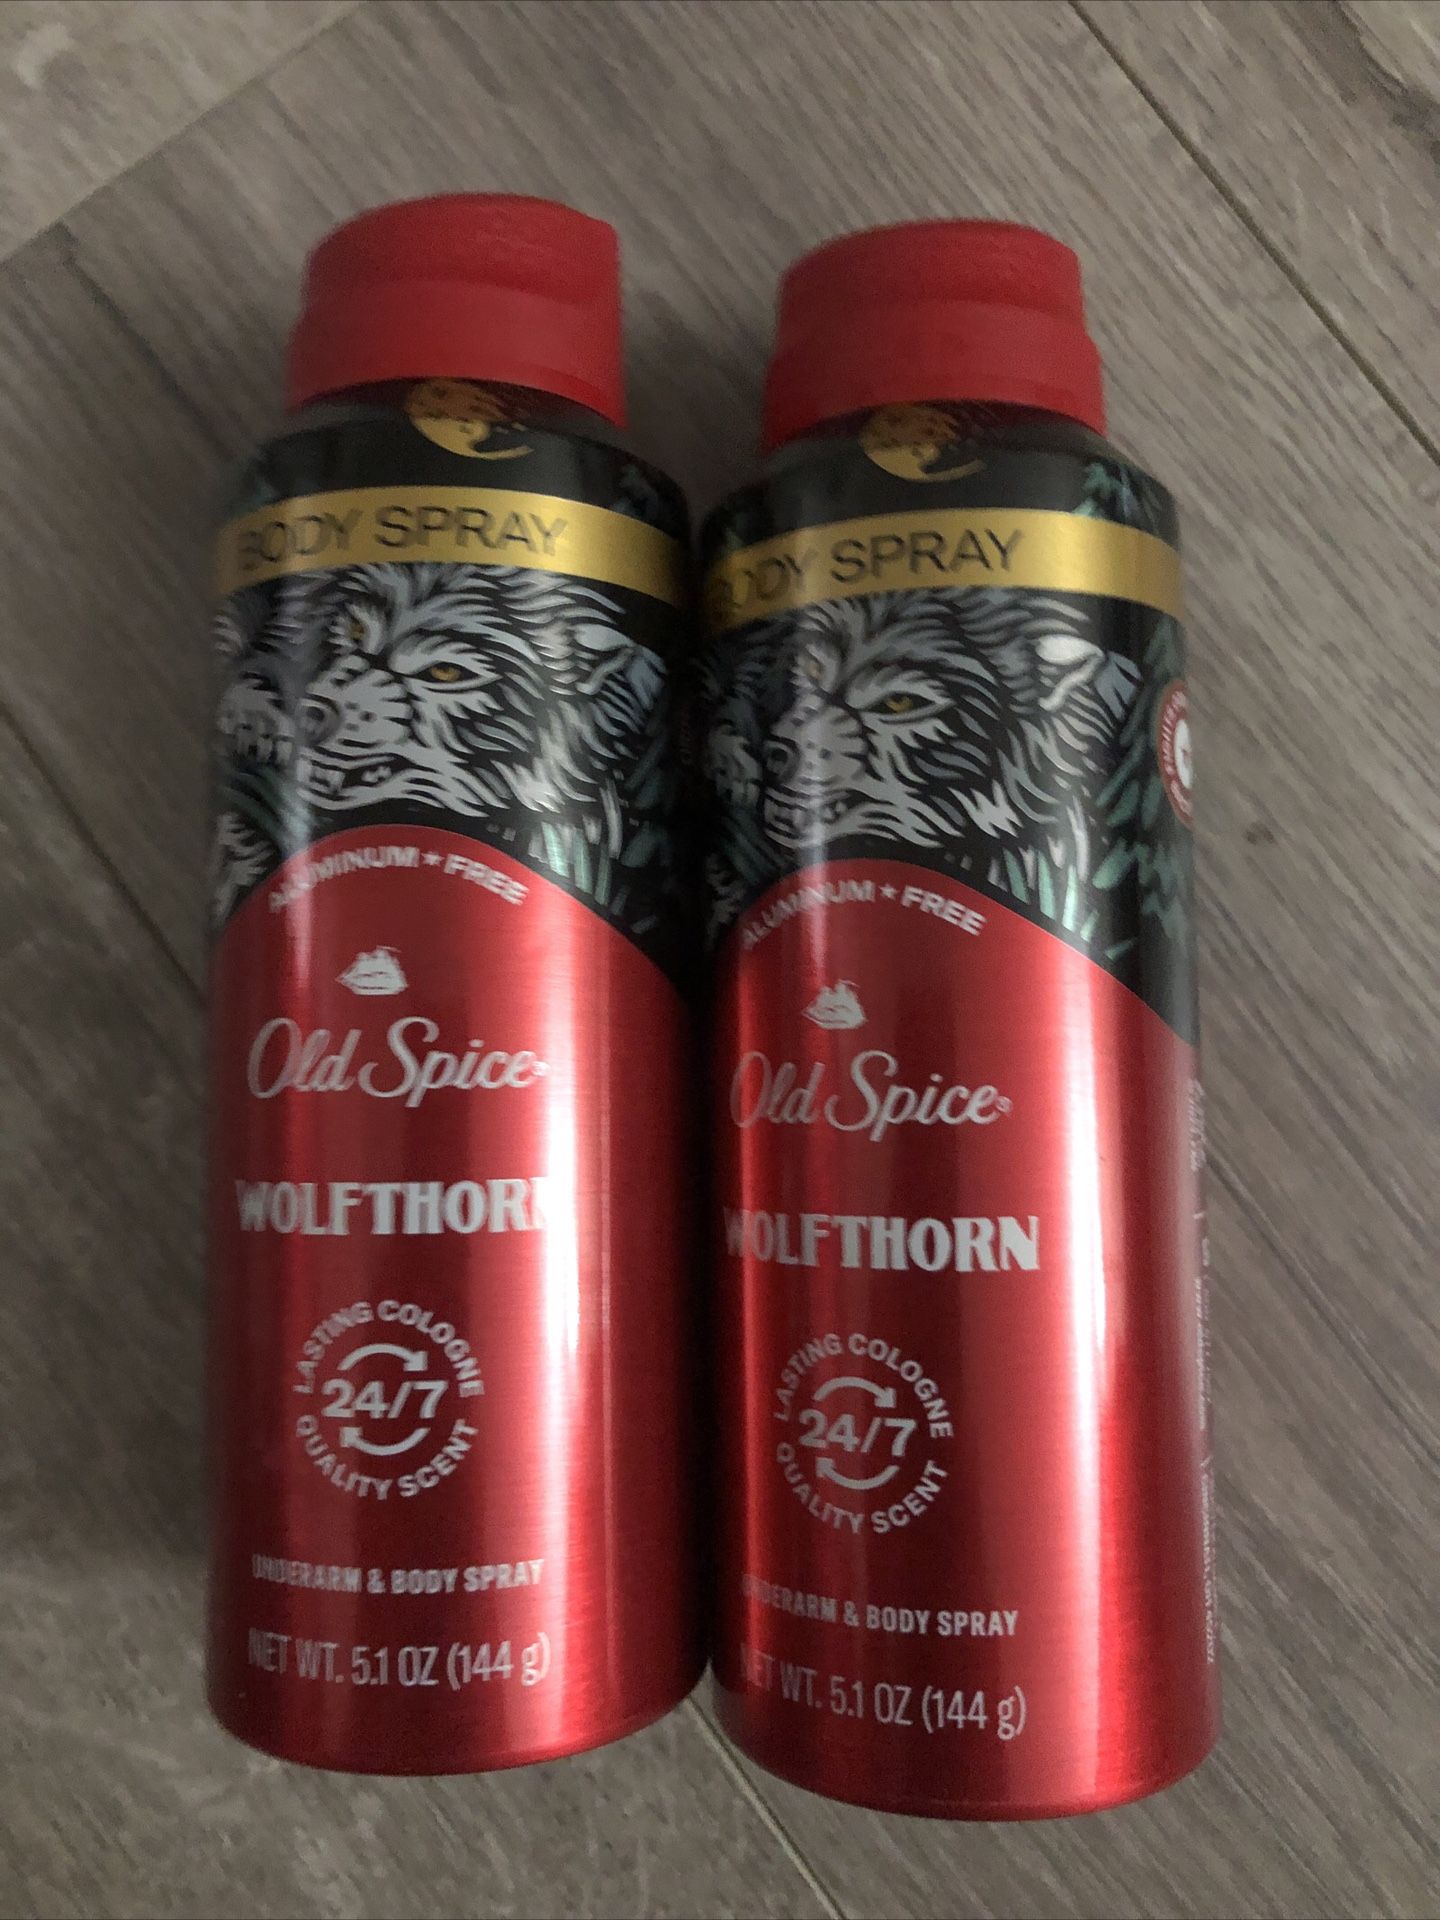 BODY SPRAY
ALUMINUM ★ FREE
Old Spice
WOLFTHORN
LASTING COLOGNE
24/7
QUALITY SCENT
UNDERARM & BODY SPRAY
NET WT. 5.1 OZ (144 g)
BODY SPRAY
ALUMINUM ★ FREE
Old Spice
WOLFTHORN
LASTING COLOGNE
24/7
QUALITY SCENT
UNDERARM & BODY SPRAY
NET WT. 5.1 OZ (144 g)